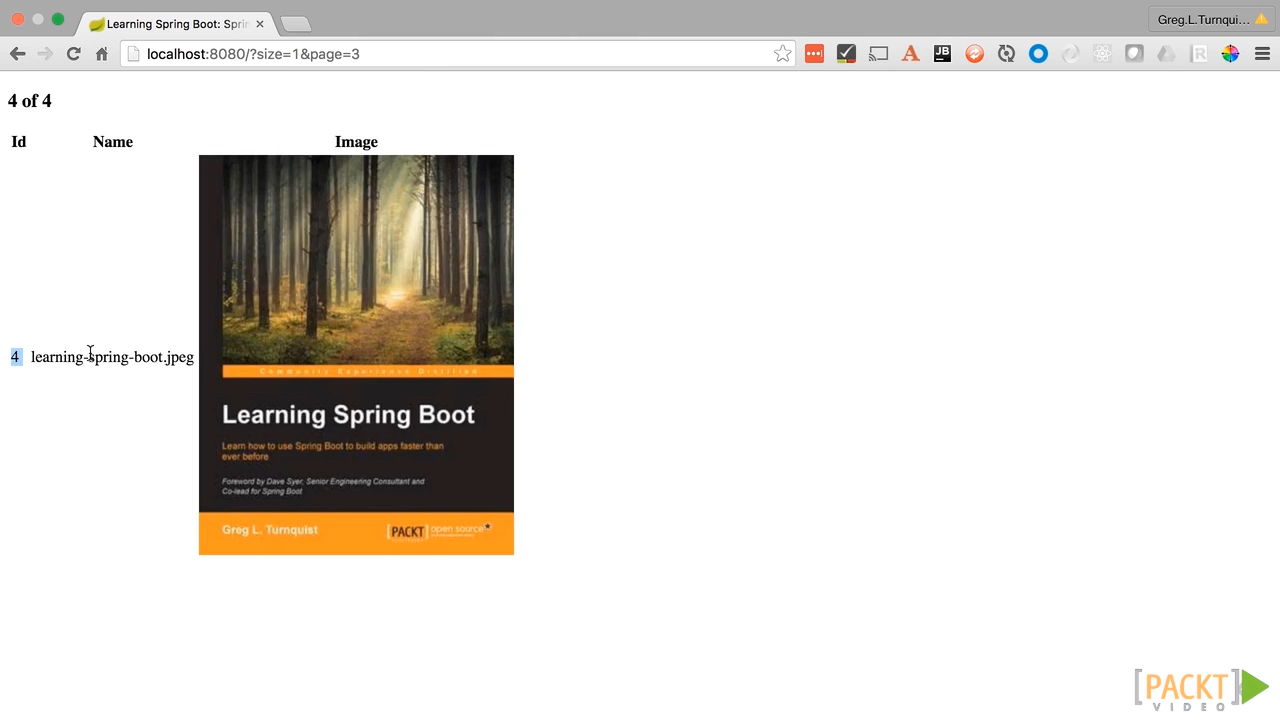 Learning Spring Boot: Sprin
Greg.L.Turnqui...
localhost:8080/?size=1&page=3
JB
4 of 4
Id Name Image
4 learning-spring-boot.jpeg
Community Experience Distilled
Learning Spring Boot
Learn how to use Spring Boot to build apps faster than
ever before
Foreword by Dave Syer, Senior Engineering Consultant and
Co-lead for Spring Boot
Greg L. Turnquist
[PACKT] open source*
[PACKT]
VIDEO